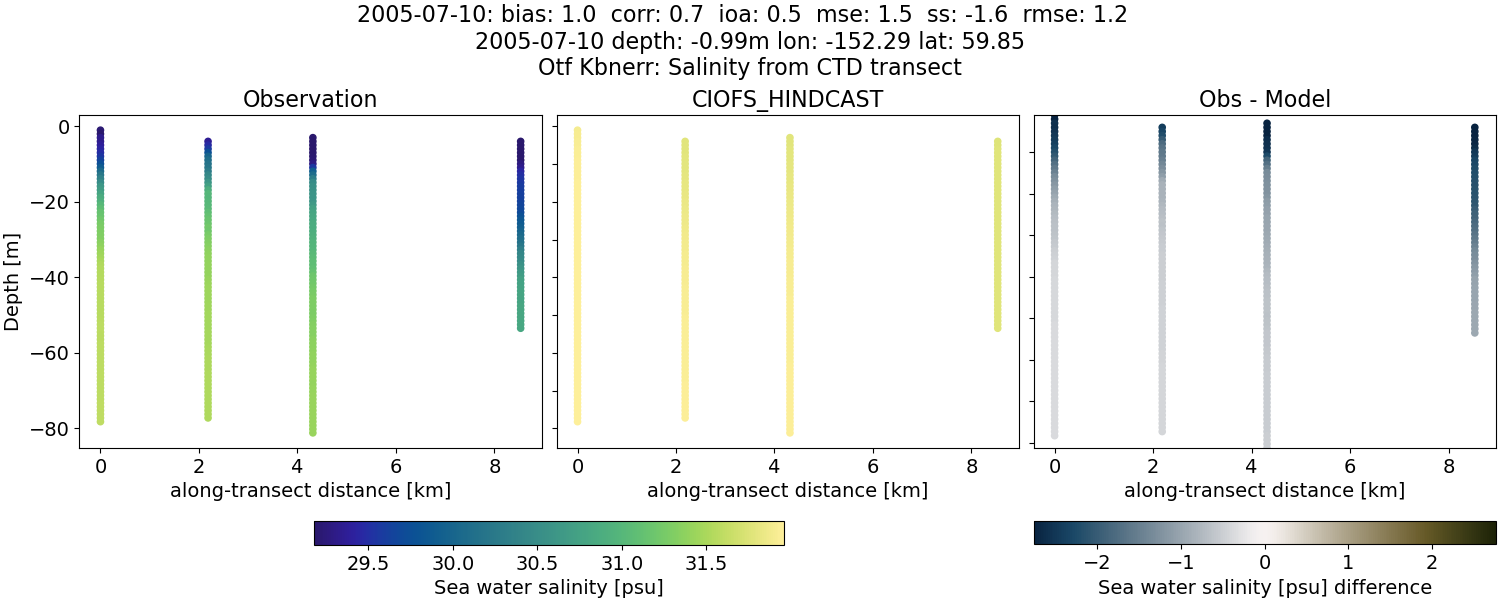 2005-07-10: bias: 1.0  corr: 0.7  ioa: 0.5  mse: 1.5  ss: -1.6  rmse: 1.2
2005-07-10 depth: -0.99m lon: -152.29 lat: 59.85
Otf Kbnerr: Salinity from CTD transect
Observation
CIOFS_HINDCAST
Obs - Model
Depth [m]
0
−20
−40
−60
−80
0 2 4 6 8
0 2 4 6 8
0 2 4 6 8
along-transect distance [km]
along-transect distance [km]
along-transect distance [km]
29.5 30.0 30.5 31.0 31.5
Sea water salinity [psu]
−2 −1 0 1 2
Sea water salinity [psu] difference